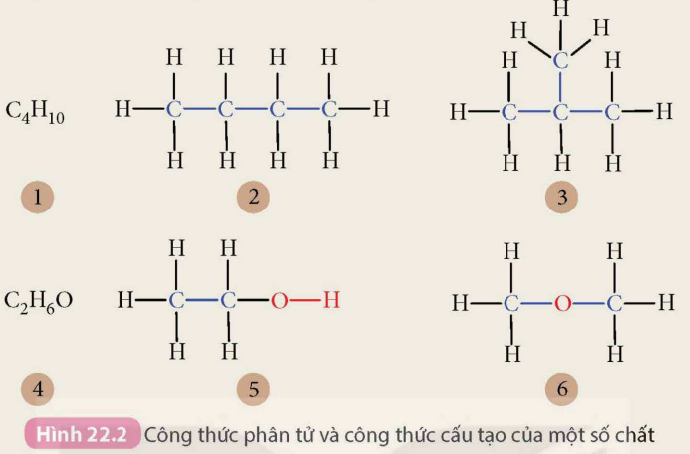 C₄H₁₀
H H H H
H C C C C H
H H H H
H
H H
H C H
H C C C H
H H H
1 2 3
H H
C₂H₆O H C C O H
H H
H H
H C O C H
H H
4 5 6
Hình 22.2 Công thức phân tử và công thức cấu tạo của một số chất